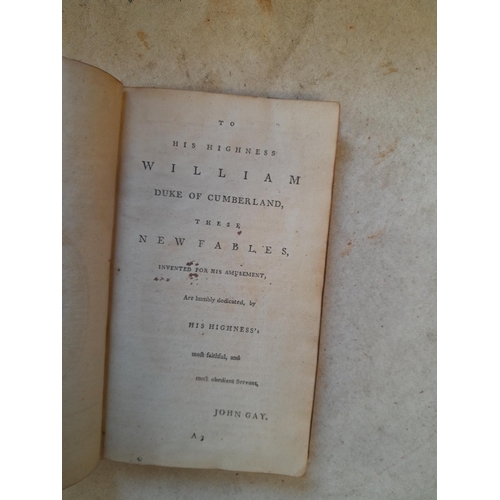 TO
HIS HIGHNESS
WILLIAM
DUKE OF CUMBERLAND,
THESE
NEW FABLES,
INVENTED FOR HIS AMUSEMENT,
Are humbly dedicated, by
HIS HIGHNESS's
most faithful, and
most obedient Servant,
JOHN GAY.
A 3